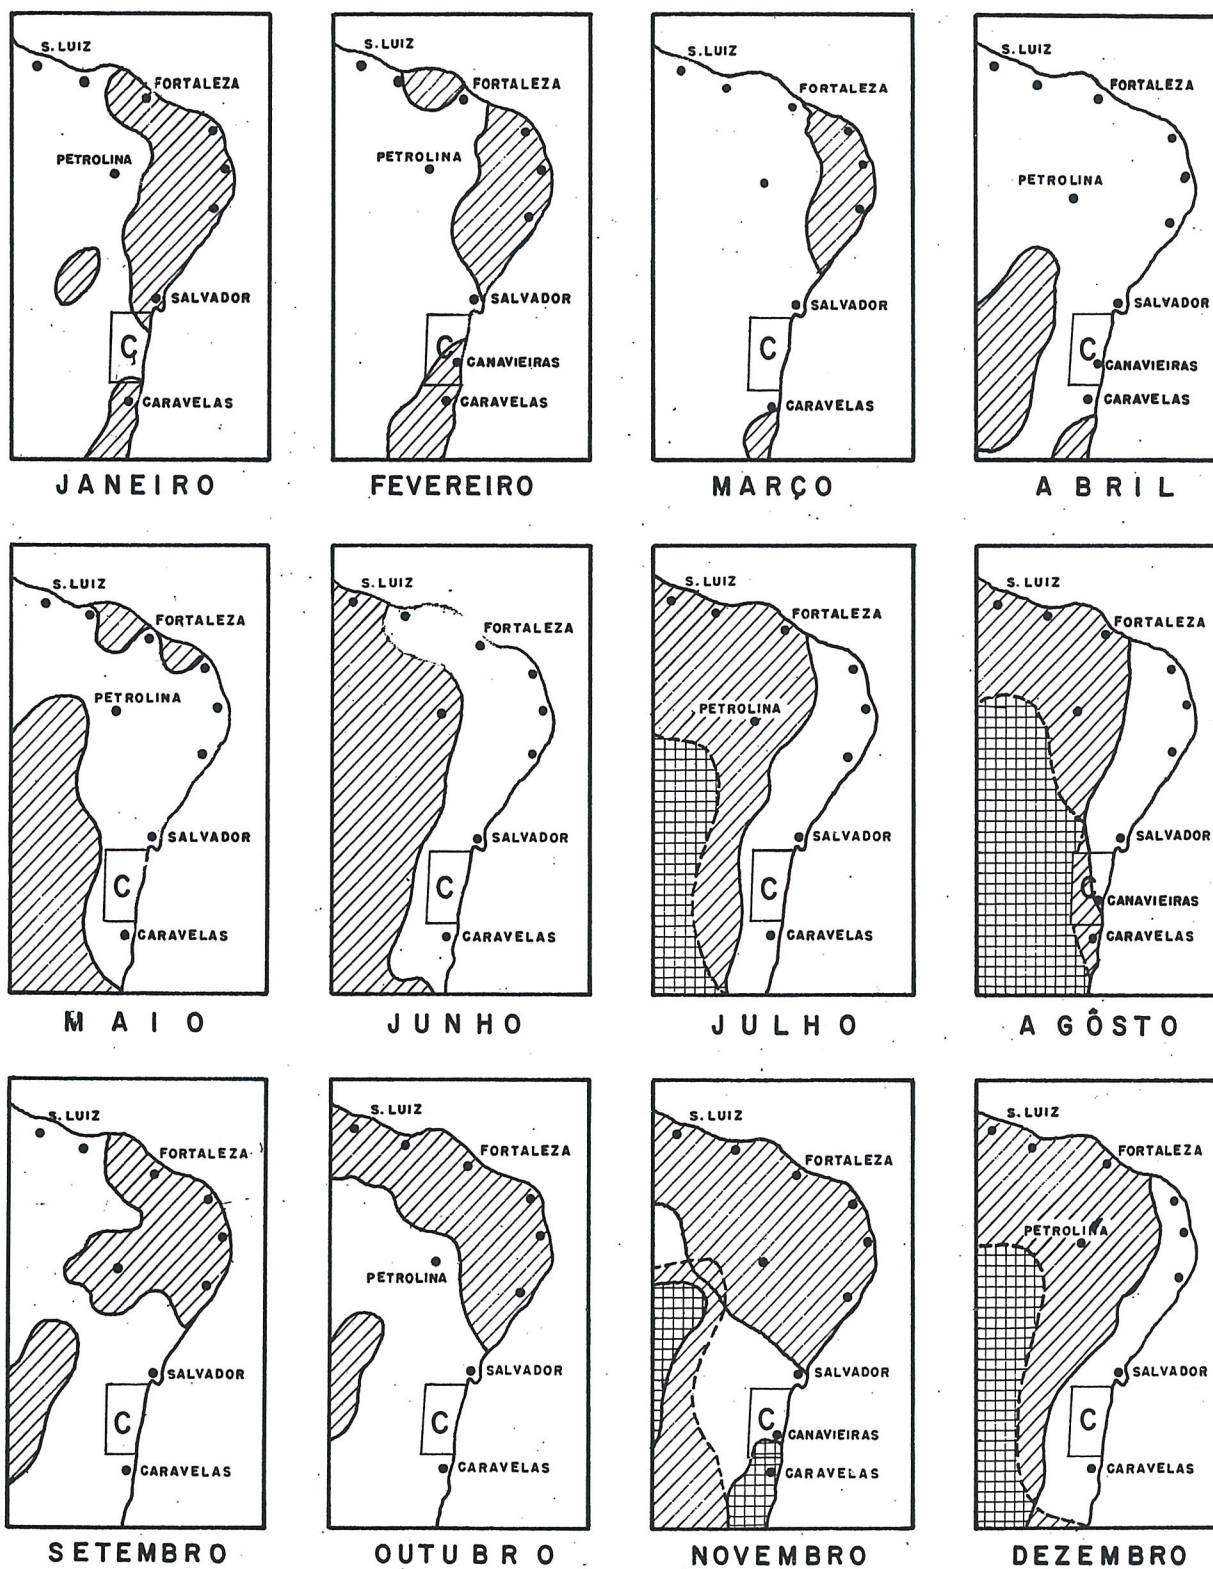 S. LUIZ
FORTALEZA
PETROLINA
SALVADOR
C
CARAVELAS
JANEIRO
S. LUIZ
FORTALEZA
PETROLINA
SALVADOR
C
CANAVIEIRAS
CARAVELAS
FEVEREIRO
S. LUIZ
FORTALEZA
SALVADOR
C
CARAVELAS
MARÇO
S. LUIZ
FORTALEZA
PETROLINA
SALVADOR
C
CANAVIEIRAS
CARAVELAS
ABRIL
S. LUIZ
FORTALEZA
PETROLINA
SALVADOR
C
CARAVELAS
MAIO
S. LUIZ
FORTALEZA
SALVADOR
C
CARAVELAS
JUNHO
S. LUIZ
FORTALEZA
PETROLINA
SALVADOR
C
CARAVELAS
JULHO
S. LUIZ
FORTALEZA
SALVADOR
C
CANAVIEIRAS
CARAVELAS
AGÔSTO
S. LUIZ
FORTALEZA
SALVADOR
C
CARAVELAS
SETEMBRO
S. LUIZ
FORTALEZA
PETROLINA
SALVADOR
C
CARAVELAS
OUTUBRO
S. LUIZ
FORTALEZA
SALVADOR
C
CANAVIEIRAS
CARAVELAS
NOVEMBRO
S. LUIZ
FORTALEZA
PETROLINA
SALVADOR
C
CARAVELAS
DEZEMBRO